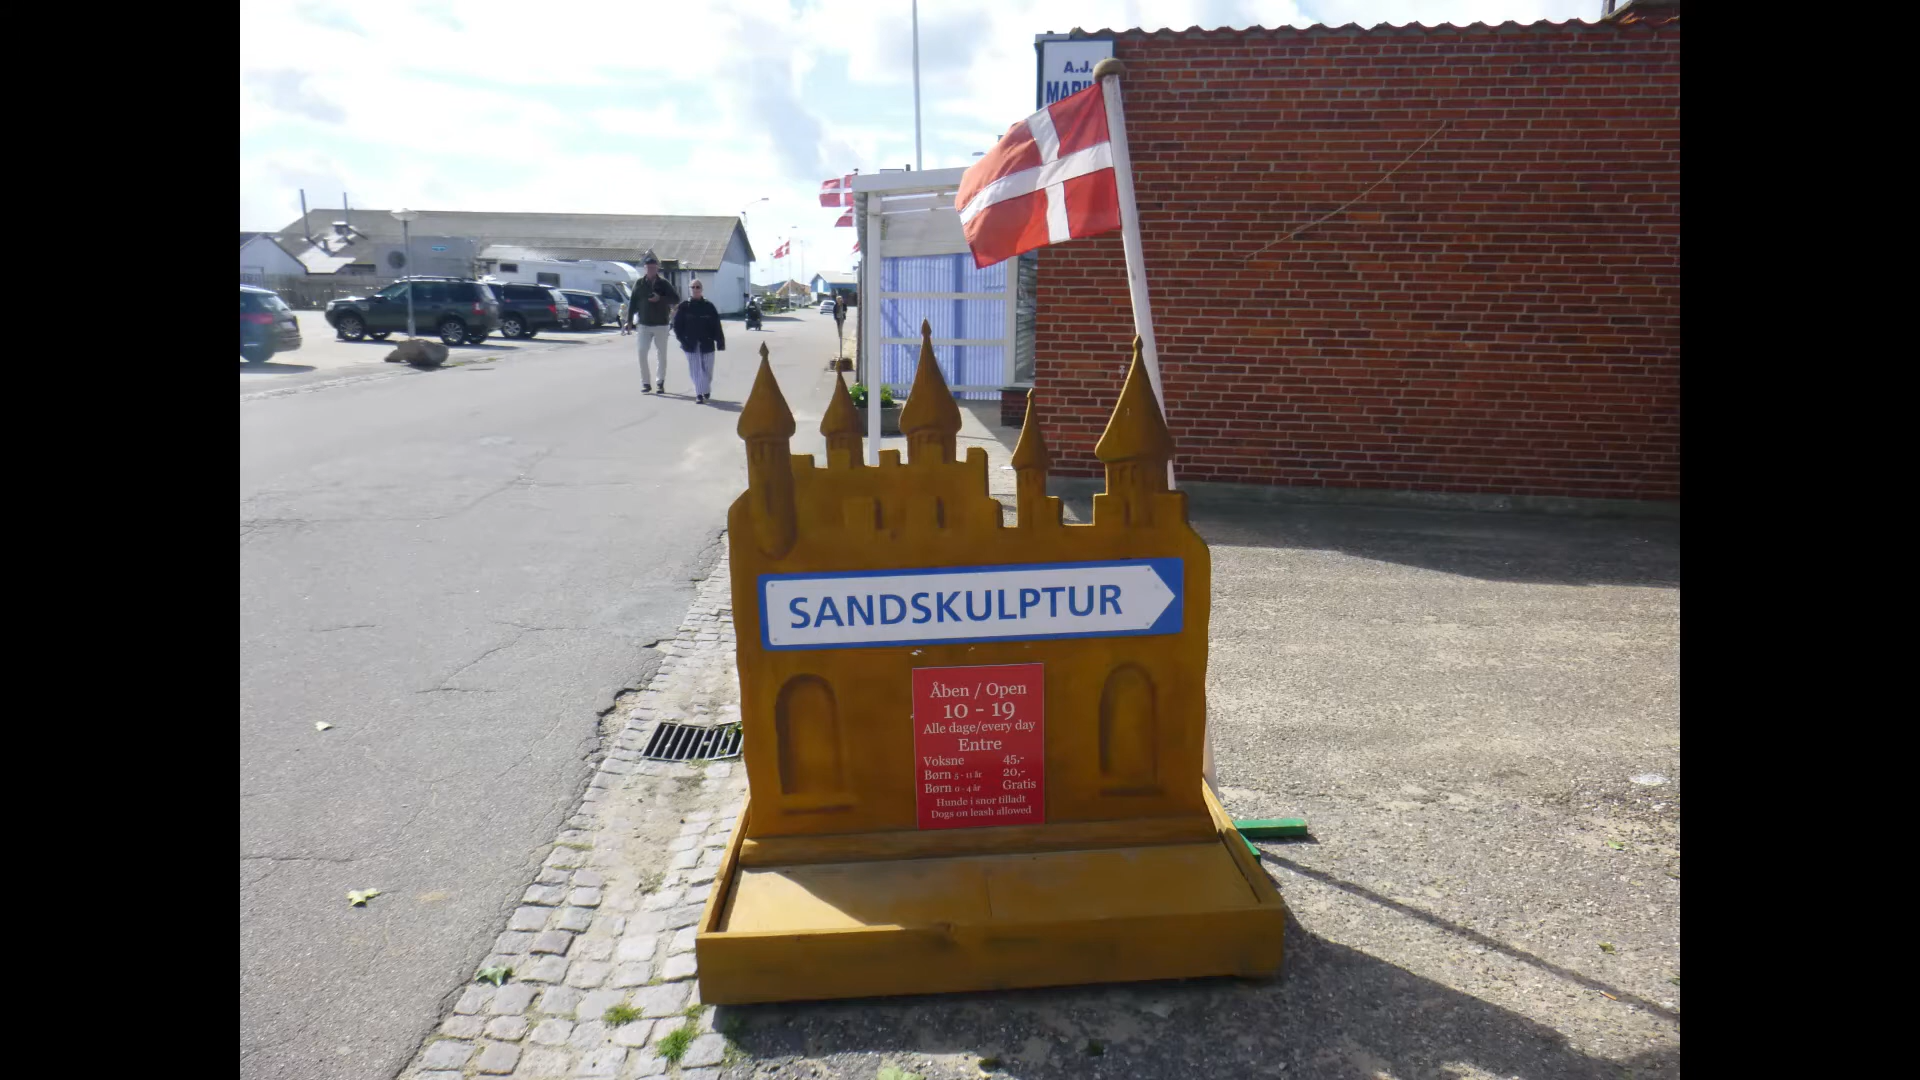 A.J.
SANDSKULPTUR
Åben / Open
10 - 19
Alle dage/every day
Entre
Voksne 45,-
Børn 5 - 11 år 20,-
Børn 0 - 4 år Gratis
Hunde i snor tilladt
Dogs on leash allowed